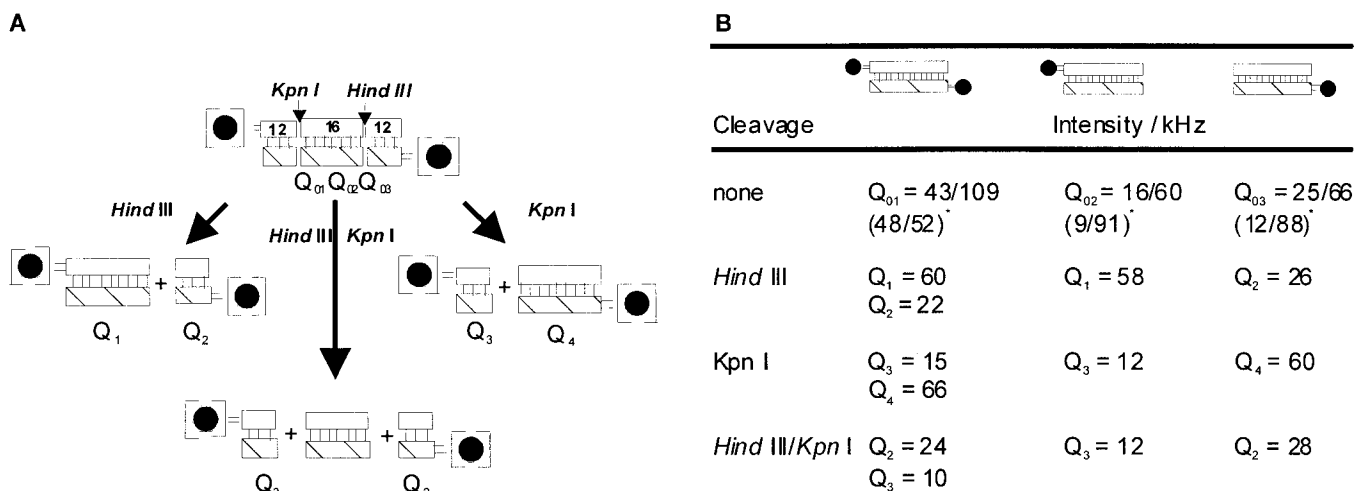 A
Kpn I Hind III
12 16 12
Q01 Q02 Q03
Hind III
Hind III Kpn I
Kpn I
+
+
Q1 Q2
Q3 Q4
+ +
Q3 Q2
B
Cleavage Intensity / kHz
none Q01 = 43/109 Q02 = 16/60 Q03 = 25/66
(48/52)* (9/91)* (12/88)*
Hind III Q1 = 60 Q1 = 58 Q2 = 26
Q2 = 22
Kpn I Q3 = 15 Q3 = 12 Q4 = 60
Q4 = 66
Hind III/Kpn I Q2 = 24 Q3 = 12 Q2 = 28
Q3 = 10